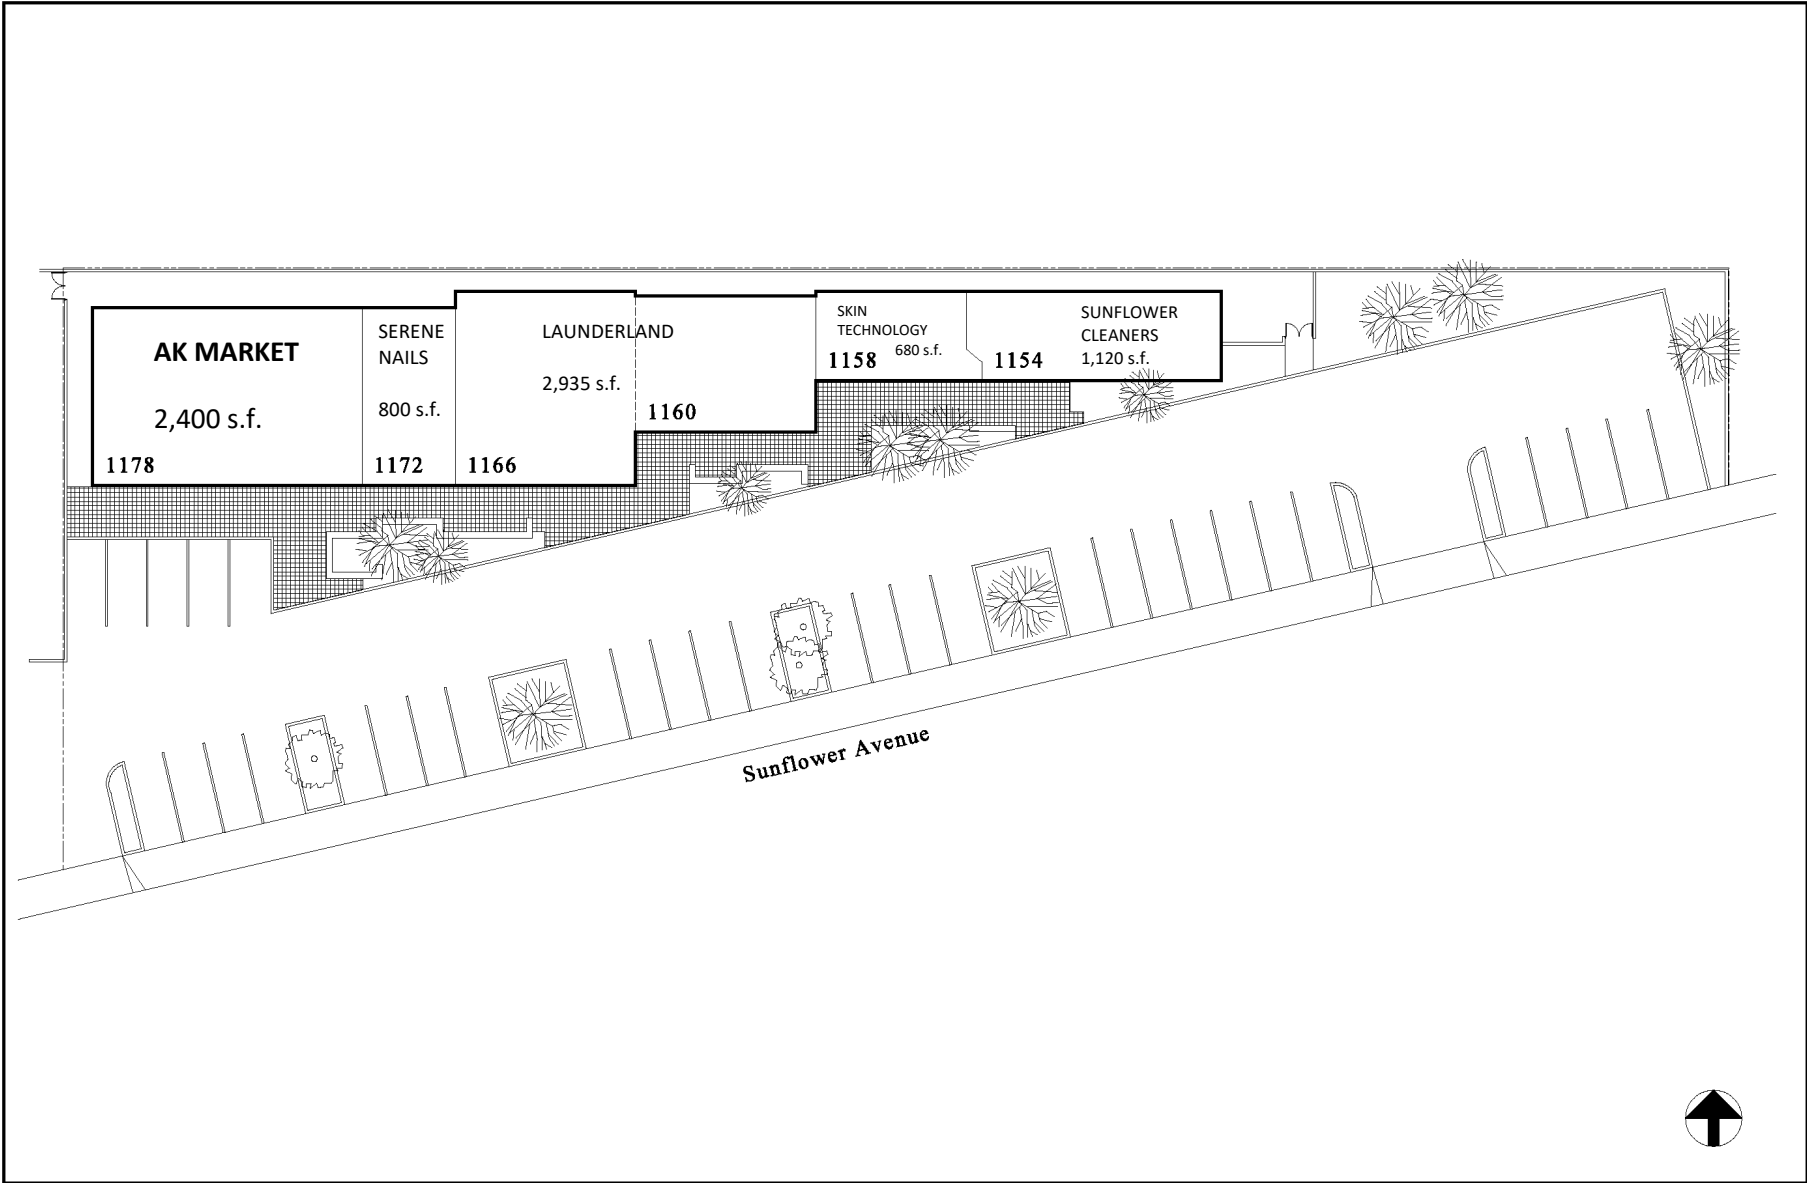 AK MARKET
2,400 s.f.
1178
SERENE
NAILS
800 s.f.
1172
LAUNDERLAND
2,935 s.f.
1166
1160
SKIN
TECHNOLOGY
680 s.f.
1158
SUNFLOWER
CLEANERS
1,120 s.f.
1154
Sunflower Avenue